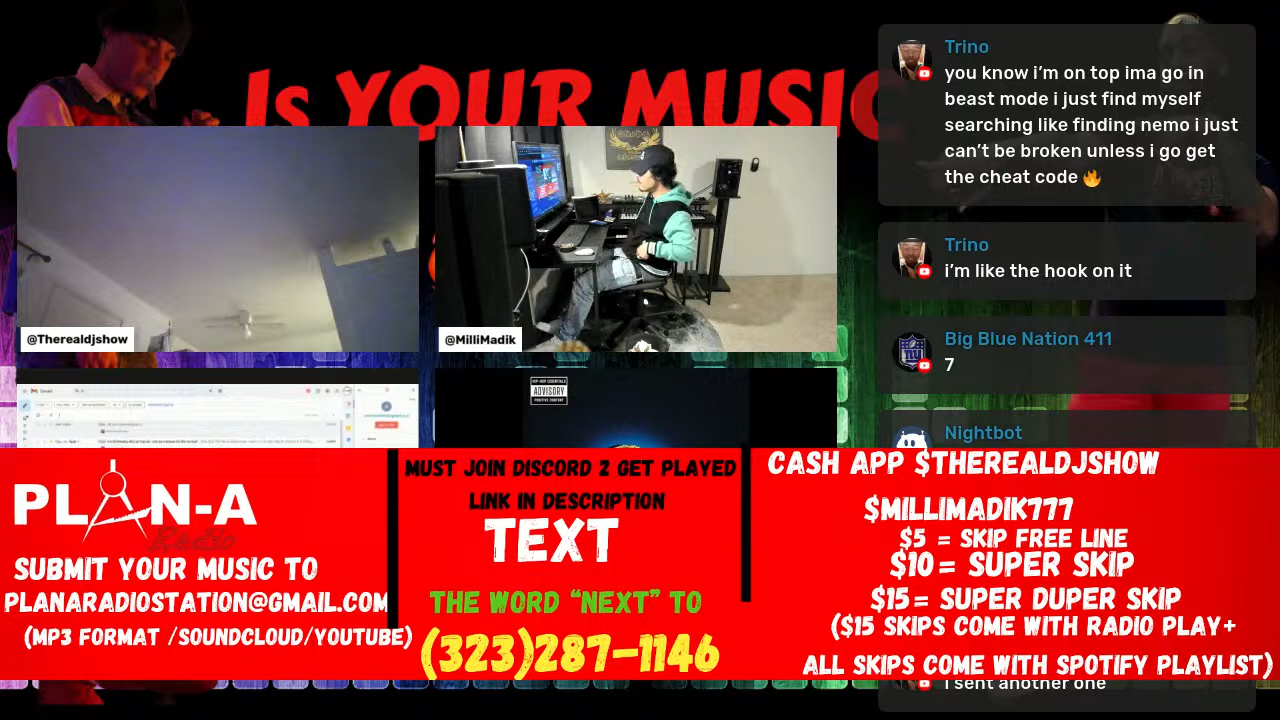 Is YOUR MUSIC
Trino
you know i'm on top ima go in
beast mode i just find myself
searching like finding nemo i just
can't be broken unless i go get
the cheat code 🔥
Trino
i'm like the hook on it
Big Blue Nation 411
7
Nightbot
i sent another one
@Therealdjshow
@MilliMadik
ADVISORY
PLAN-A
Radio
SUBMIT YOUR MUSIC TO
PLANARADIOSTATION@GMAIL.COM
(MP3 FORMAT /SOUNDCLOUD/YOUTUBE)
MUST JOIN DISCORD 2 GET PLAYED
LINK IN DESCRIPTION
TEXT
THE WORD “NEXT” TO
(323)287-1146
CASH APP $THEREALDJSHOW
$MILLIMADIK777
$5 = SKIP FREE LINE
$10 = SUPER SKIP
$15 = SUPER DUPER SKIP
($15 SKIPS COME WITH RADIO PLAY+
ALL SKIPS COME WITH SPOTIFY PLAYLIST)